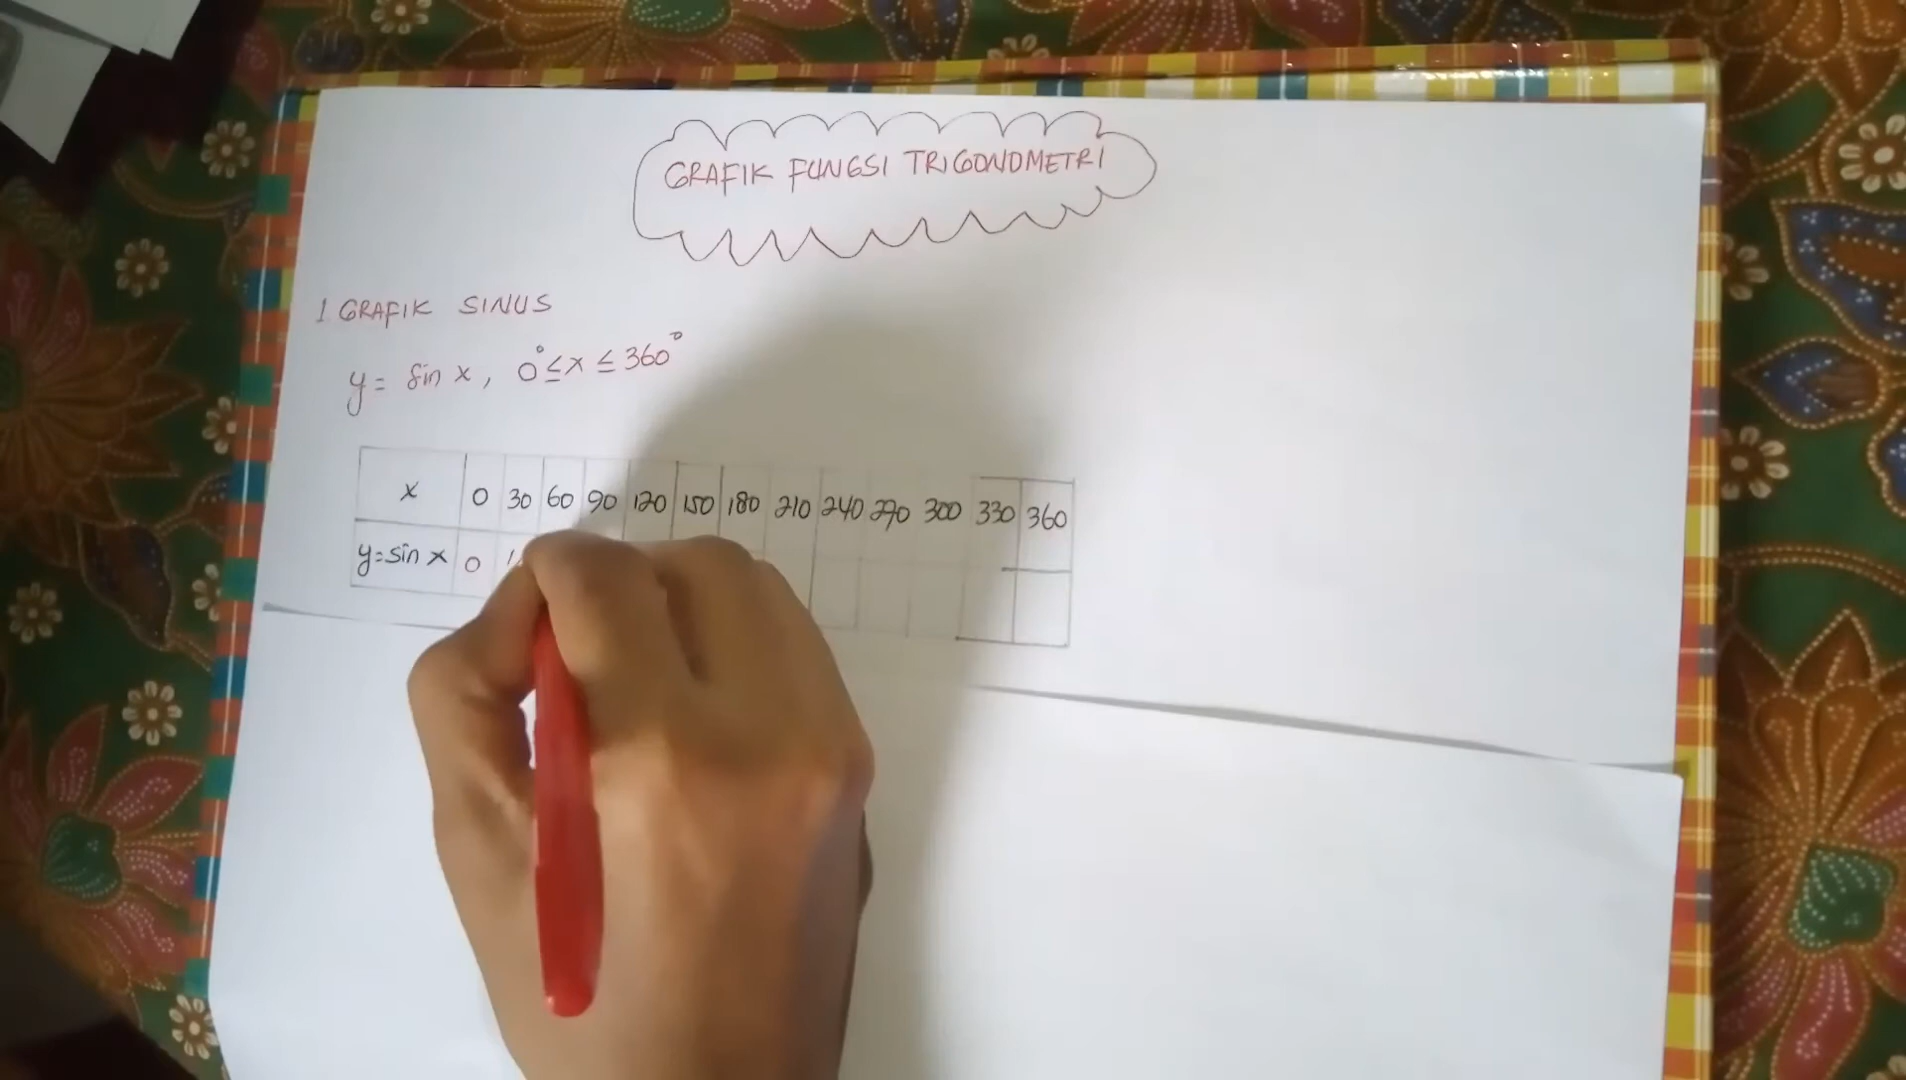 GRAFIK FUNGSI TRIGONOMETRI
1. GRAFIK SINUS
y = sin x, 0° ≤ x ≤ 360°
x 0 30 60 90 120 150 180 210 240 270 300 330 360
y = sin x 0